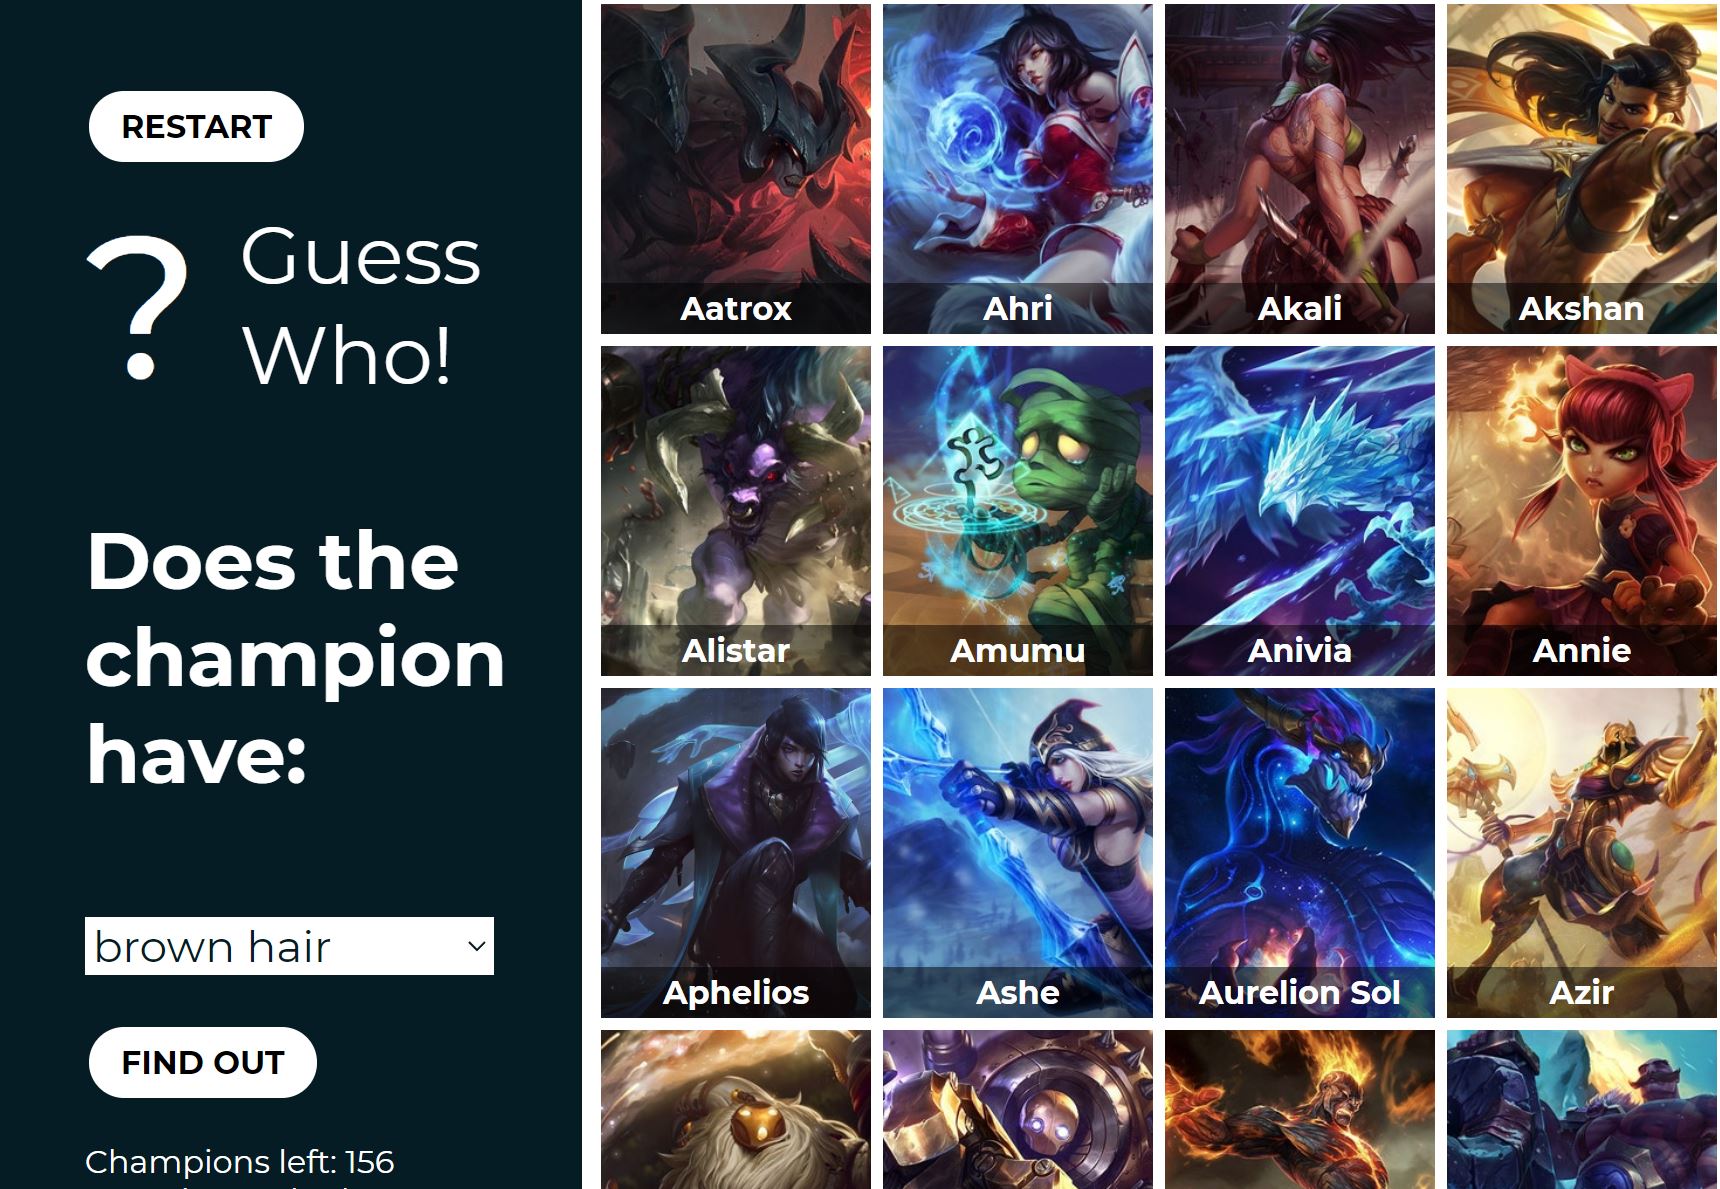 RESTART
?
Guess
Who!
Does the
champion
have:
brown hair
FIND OUT
Champions left: 156
Aatrox
Ahri
Akali
Akshan
Alistar
Amumu
Anivia
Annie
Aphelios
Ashe
Aurelion Sol
Azir